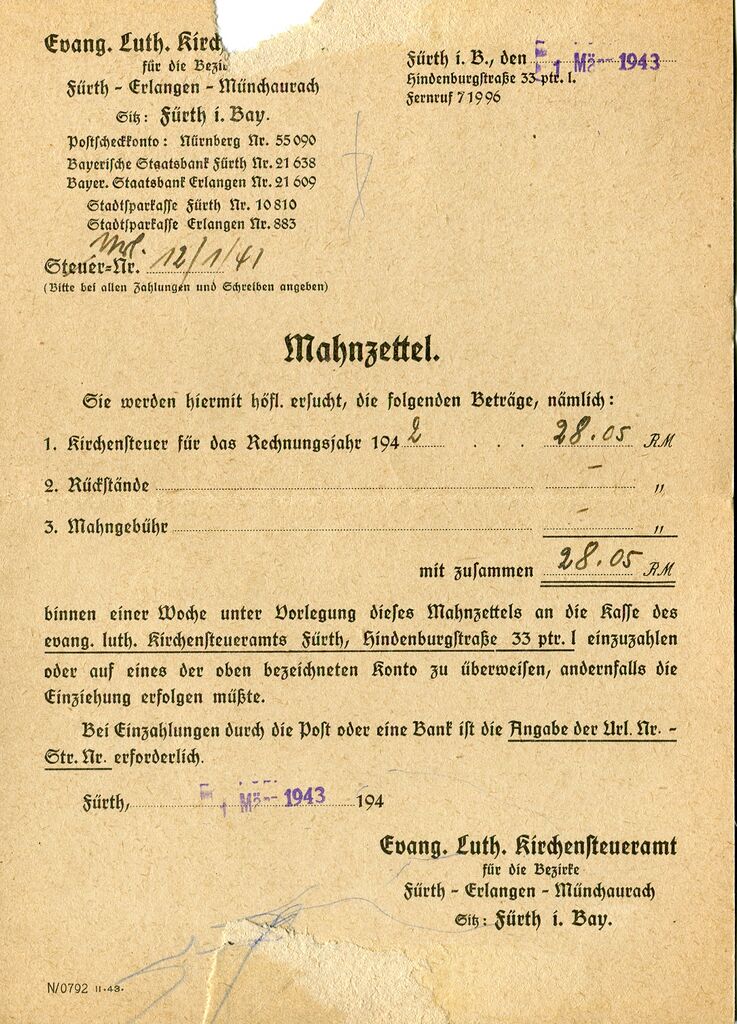 Evang. Luth.
für die
Fürth - Erlangen - Münchaurach
Sitz: Fürth i. Bay.
Postscheckkonto: Nürnberg Nr. 55090
Bayerische Staatsbank Fürth Nr. 21638
Bayer. Staatsbank Erlangen Nr. 21609
Stadtsparkasse Fürth Nr. 10810
Stadtsparkasse Erlangen Nr. 883
Fürth i. B., den 1 1943
Hindenburgstraße 33 ptr. l.
Fernruf 71996
Url.
Steuer-Nr. 12/1/41
(Bitte bei allen Zahlungen und Schreiben angeben)
Mahnzettel.
Sie werden hiermit höfl. ersucht, die folgenden Beträge, nämlich:
1. Kirchensteuer für das Rechnungsjahr 1942 . . . 28.05 RM
2. Rückstände – „
3. Mahngebühr – „
mit zusammen 28.05 RM
binnen einer Woche unter Vorlegung dieses Mahnzettels an die Kasse des
evang. luth. Kirchensteueramts Fürth, Hindenburgstraße 33 ptr. l einzuzahlen
oder auf eines der oben bezeichneten Konto zu überweisen, andernfalls die
Einziehung erfolgen müßte.
Bei Einzahlungen durch die Post oder eine Bank ist die Angabe der Url. Nr. -
Str. Nr. erforderlich.
Fürth, 1 1943 194
Evang. Luth. Kirchensteueramt
für die Bezirke
Fürth - Erlangen - Münchaurach
Sitz: Fürth i. Bay.
N/0792 11·43·